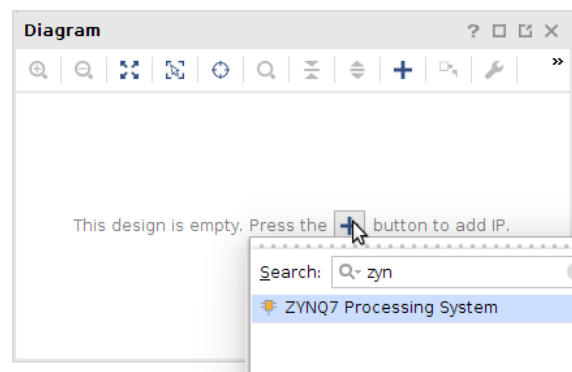 Diagram
This design is empty. Press the button to add IP.
Search: zyn
ZYNQ7 Processing System